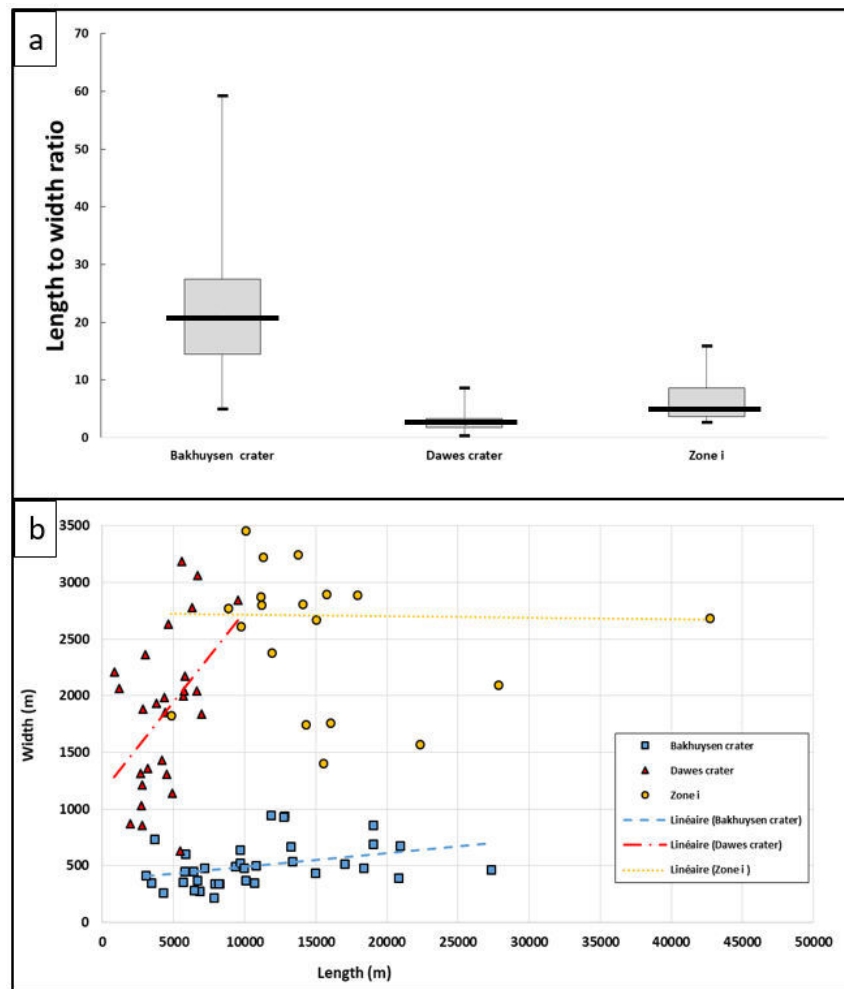 a
Length to width ratio
70
60
50
40
30
20
10
0
Bakhuysen crater
Dawes crater
Zone i
b
Width (m)
3500
3000
2500
2000
1500
1000
500
0
0
5000
10000
15000
20000
25000
30000
35000
40000
45000
50000
Length (m)
Bakhuysen crater
Dawes crater
Zone i
Linéaire (Bakhuysen crater)
Linéaire (Dawes crater)
Linéaire (Zone i )